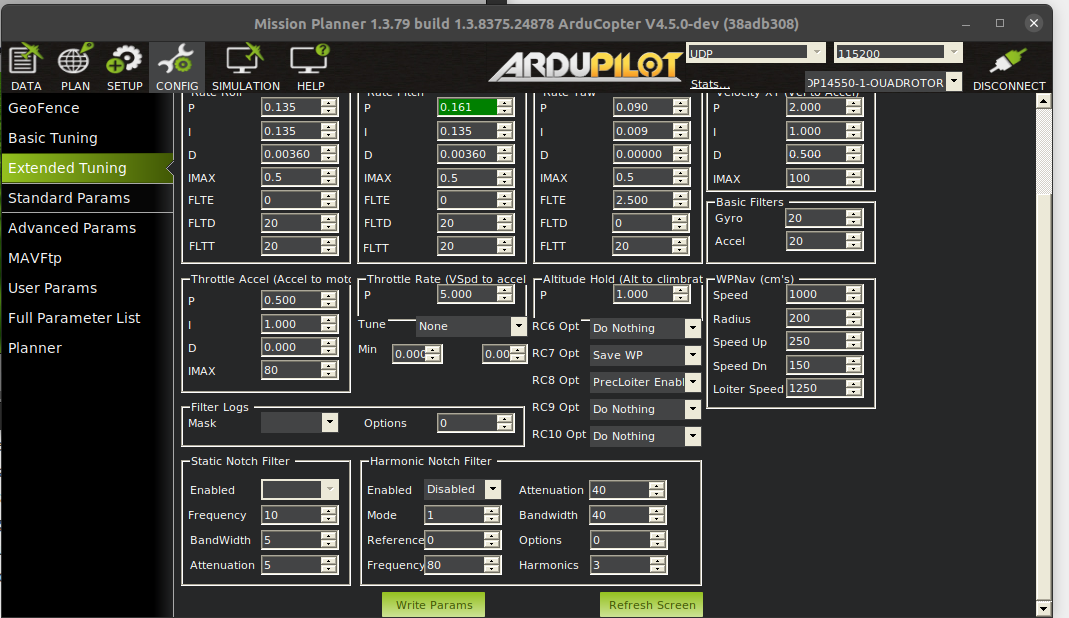 Mission Planner 1.3.79 build 1.3.8375.24878 ArduCopter V4.5.0-dev (38adb308)
DATA PLAN SETUP CONFIG SIMULATION HELP
ARDUPILOT
UDP 115200
Stats... OP14550-1-QUADROTOR DISCONNECT
GeoFence
Basic Tuning
Extended Tuning
Standard Params
Advanced Params
MAVFtp
User Params
Full Parameter List
Planner
Rate Roll
P 0.135
I 0.135
D 0.00360
IMAX 0.5
FLTE 0
FLTD 20
FLTT 20
Rate Pitch
P 0.161
I 0.135
D 0.00360
IMAX 0.5
FLTE 0
FLTD 20
FLTT 20
Rate Yaw
P 0.090
I 0.009
D 0.00000
IMAX 0.5
FLTE 2.500
FLTD 0
FLTT 20
Velocity XY (Vel to Accel)
P 2.000
I 1.000
D 0.500
IMAX 100
Basic Filters
Gyro 20
Accel 20
Throttle Accel (Accel to moto
P 0.500
I 1.000
D 0.000
IMAX 80
Throttle Rate (VSpd to accel
P 5.000
Tune None
Min 0.000 0.00
Altitude Hold (Alt to climbrat
P 1.000
RC6 Opt Do Nothing
RC7 Opt Save WP
RC8 Opt PrecLoiter Enabl
RC9 Opt Do Nothing
RC10 Opt Do Nothing
WPNav (cm's)
Speed 1000
Radius 200
Speed Up 250
Speed Dn 150
Loiter Speed 1250
Filter Logs
Mask Options 0
Static Notch Filter
Enabled
Frequency 10
BandWidth 5
Attenuation 5
Harmonic Notch Filter
Enabled Disabled Attenuation 40
Mode 1 Bandwidth 40
Reference 0 Options 0
Frequency 80 Harmonics 3
Write Params Refresh Screen